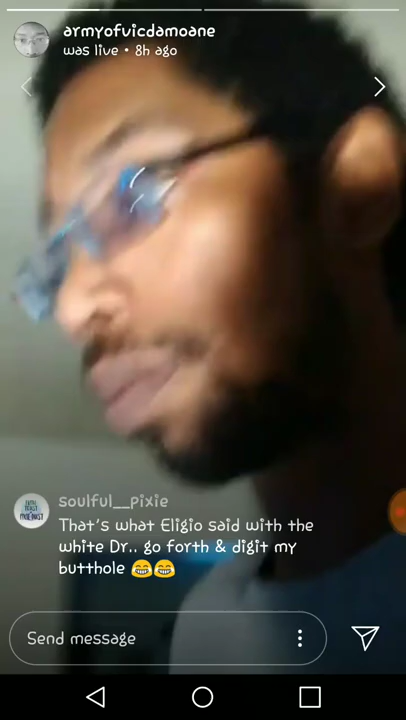 armyofvicdamoane
was live • 8h ago
soulful__pixie
That's what Eligio said with the
white Dr.. go forth & digit my
butthole 😂😂
Send message